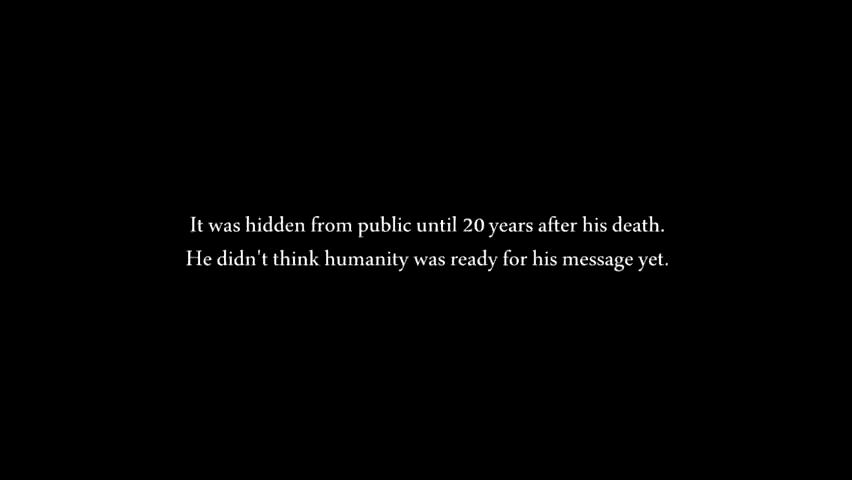 It was hidden from public until 20 years after his death.
He didn't think humanity was ready for his message yet.